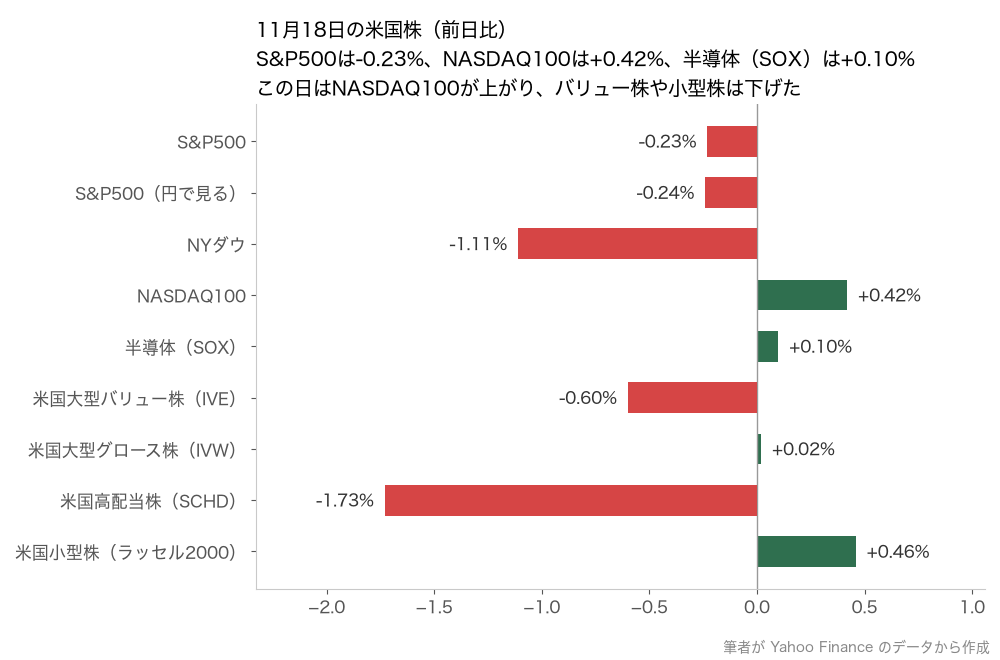 11月18日の米国株（前日比）
S&P500は-0.23%、NASDAQ100は+0.42%、半導体（SOX）は+0.10%
この日はNASDAQ100が上がり、バリュー株や小型株は下げた
S&P500 -0.23%
S&P500（円で見る） -0.24%
NYダウ -1.11%
NASDAQ100 +0.42%
半導体（SOX） +0.10%
米国大型バリュー株（IVE） -0.60%
米国大型グロース株（IVW） +0.02%
米国高配当株（SCHD） -1.73%
米国小型株（ラッセル2000） +0.46%
−2.0 −1.5 −1.0 −0.5 0.0 0.5 1.0
筆者が Yahoo Finance のデータから作成